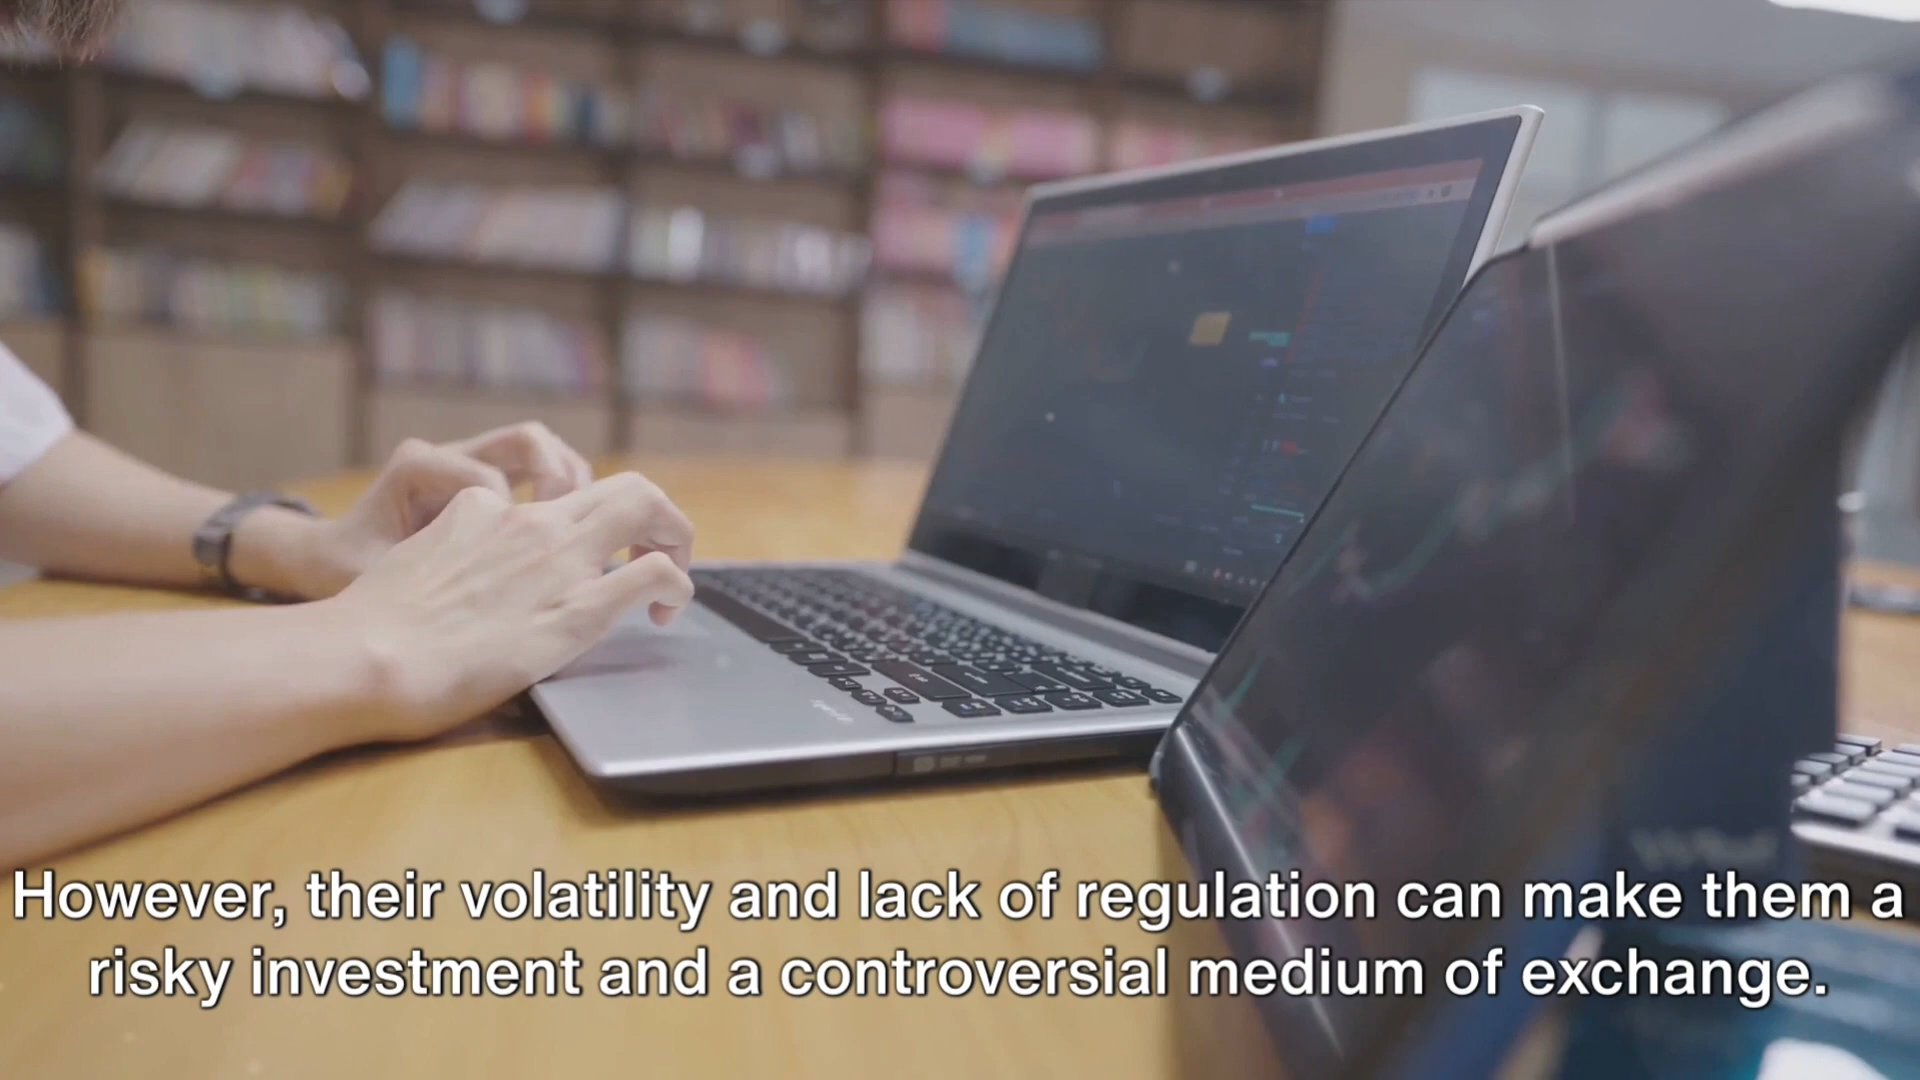 However, their volatility and lack of regulation can make them a
risky investment and a controversial medium of exchange.